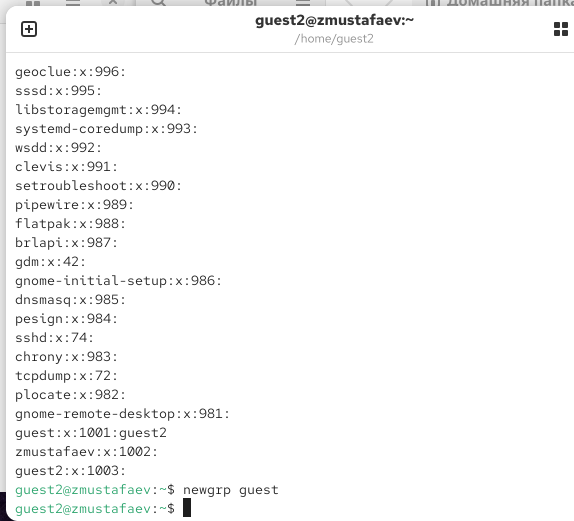 Файлы
Домашняя папка
guest2@zmustafaev:~
/home/guest2
geoclue:x:996:
sssd:x:995:
libstoragemgmt:x:994:
systemd-coredump:x:993:
wsdd:x:992:
clevis:x:991:
setroubleshoot:x:990:
pipewire:x:989:
flatpak:x:988:
brlapi:x:987:
gdm:x:42:
gnome-initial-setup:x:986:
dnsmasq:x:985:
pesign:x:984:
sshd:x:74:
chrony:x:983:
tcpdump:x:72:
plocate:x:982:
gnome-remote-desktop:x:981:
guest:x:1001:guest2
zmustafaev:x:1002:
guest2:x:1003:
guest2@zmustafaev:~$ newgrp guest
guest2@zmustafaev:~$